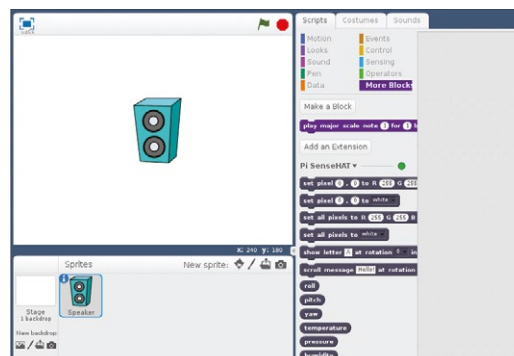 Scripts Costumes Sounds
Motion Events
Looks Control
Sound Sensing
Pen Operators
Data More Blocks
Make a Block
play major scale note 1 for 1 b
Add an Extension
Pi SenseHAT
set pixel 0 , 0 to R 255 G 255
set pixel 0 , 0 to white
set all pixels to R 255 G 255 B
set all pixels to white
show letter A at rotation 0 in
scroll message Hello! at rotation
roll
pitch
yaw
temperature
pressure
humidity
x: 240 y: 180
Sprites New sprite:
Stage
1 backdrop
New backdrop
Speaker